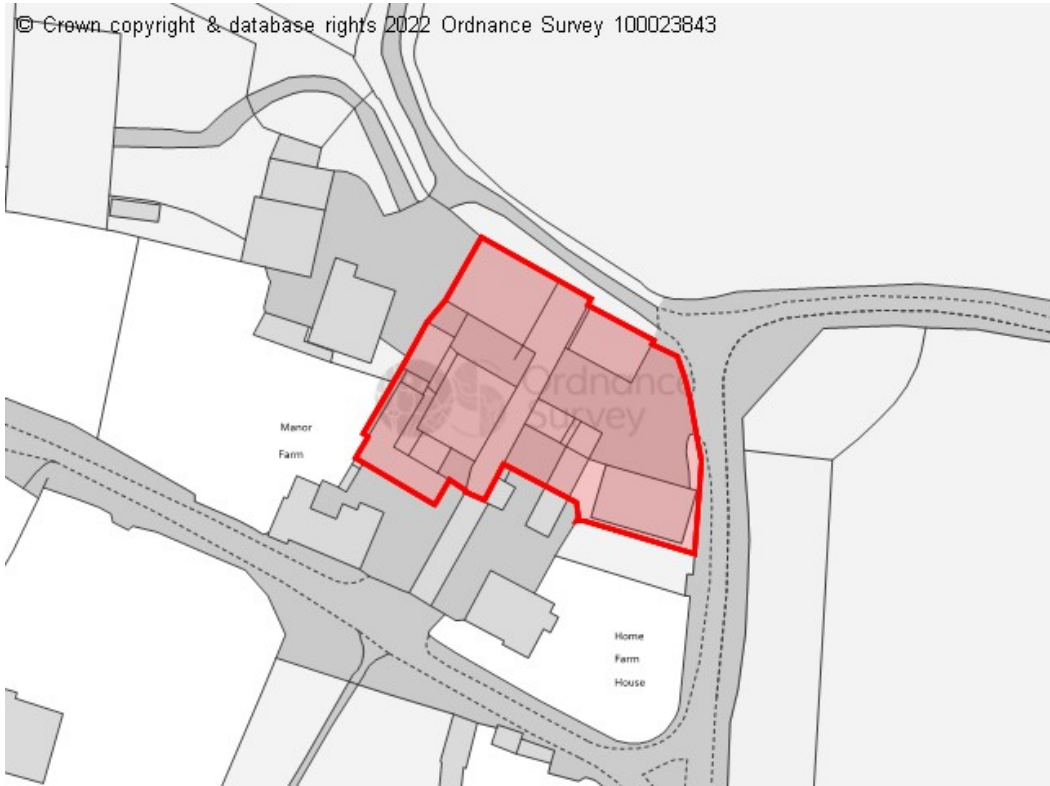 © Crown copyright & database rights 2022 Ordnance Survey 100023843
Ordnance
Survey
Manor
Farm
Home
Farm
House